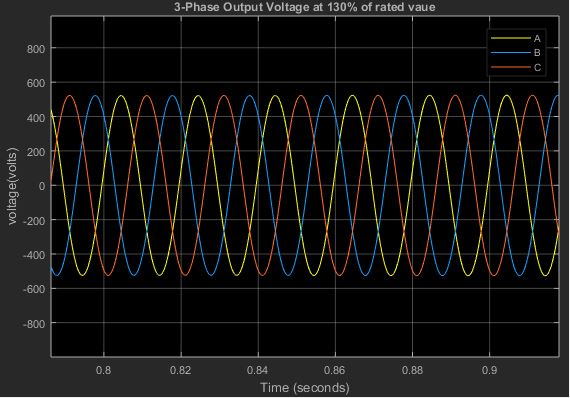 3-Phase Output Voltage at 130% of rated vaue
A
B
C
800
600
400
200
0
-200
-400
-600
-800
voltage(volts)
0.8 0.82 0.84 0.86 0.88 0.9
Time (seconds)